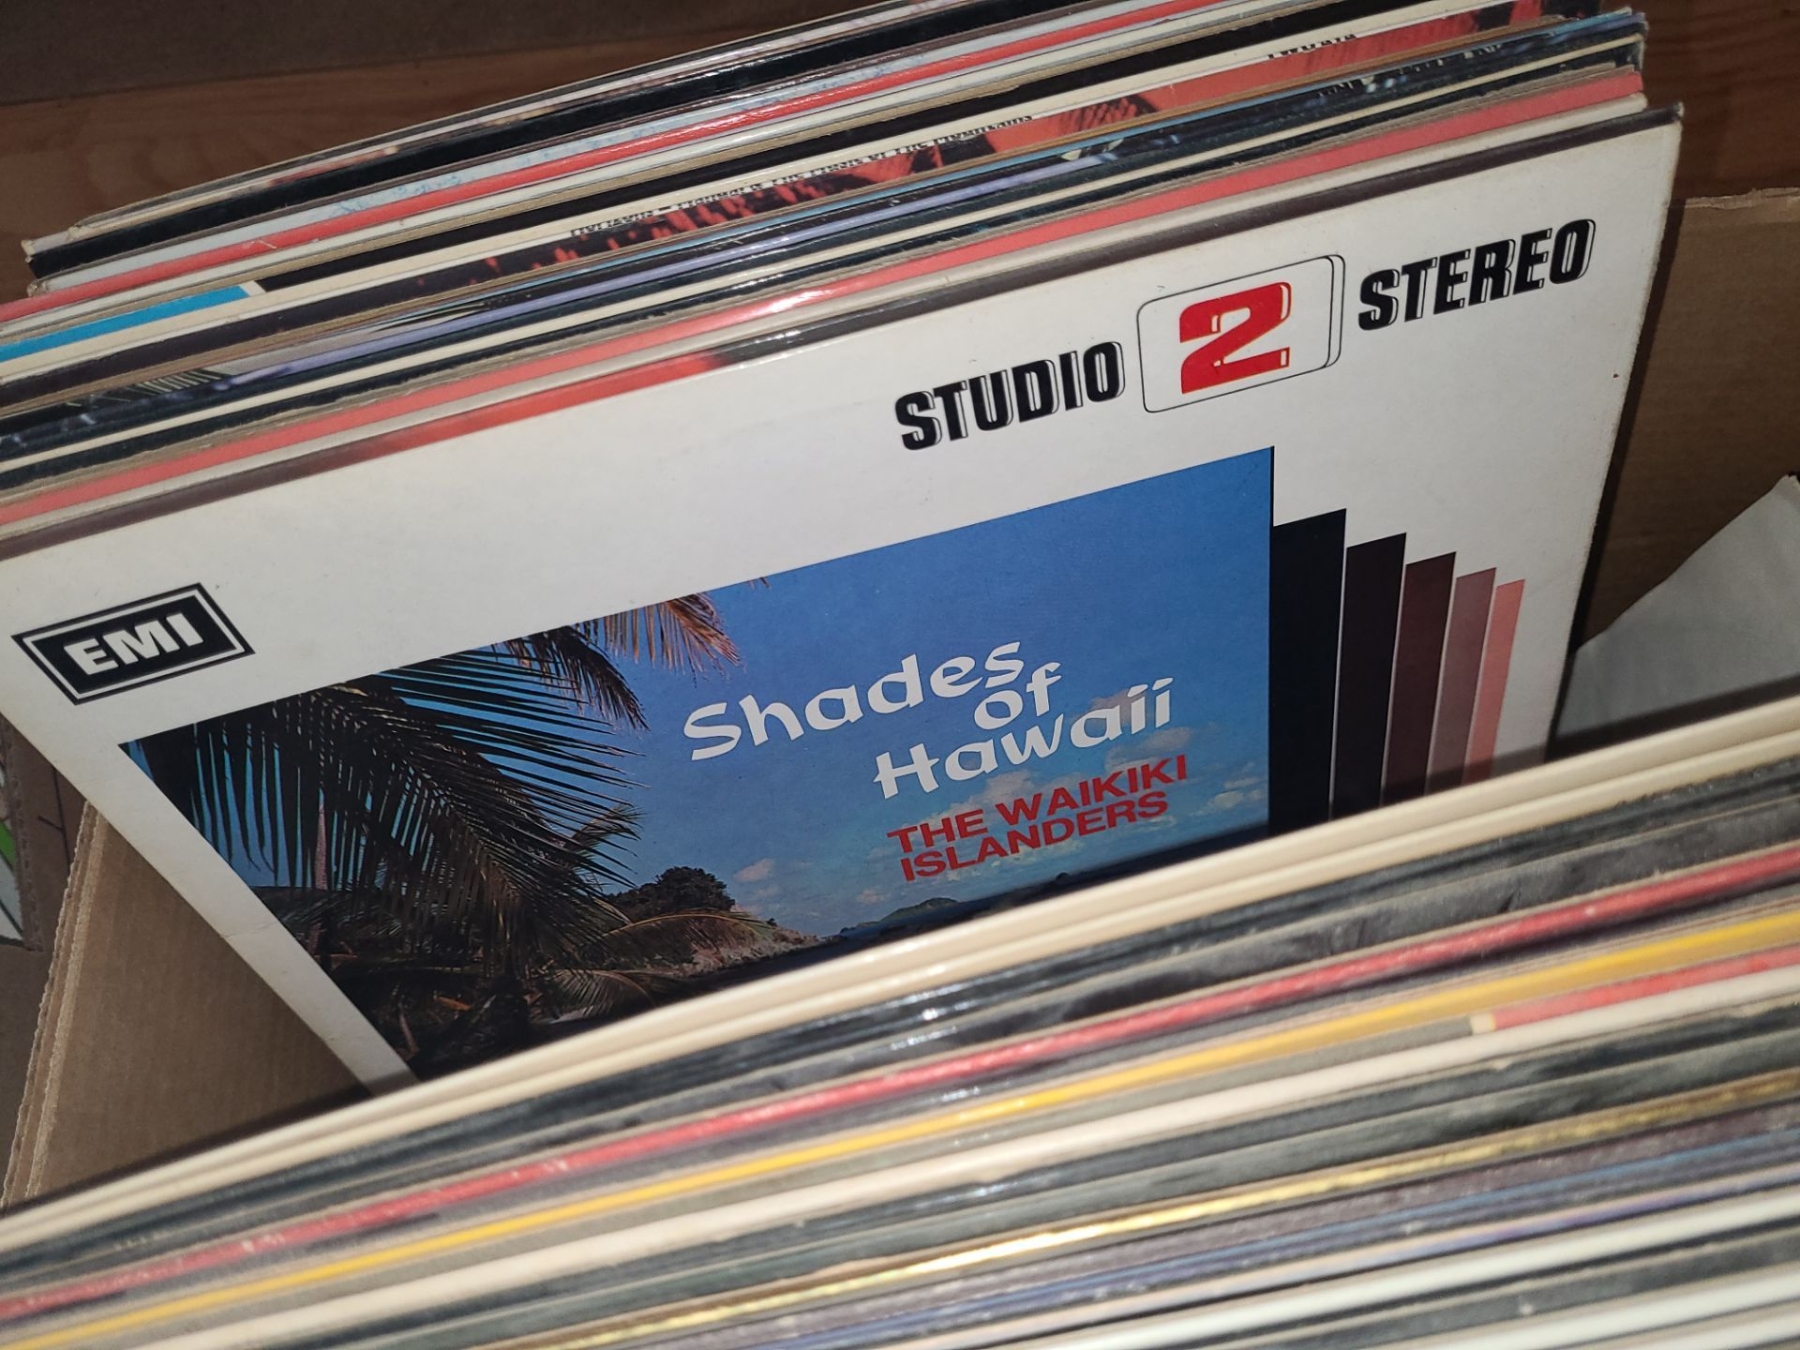 STUDIO 2 STEREO
EMI
Shades
of
Hawaii
THE WAIKIKI
ISLANDERS